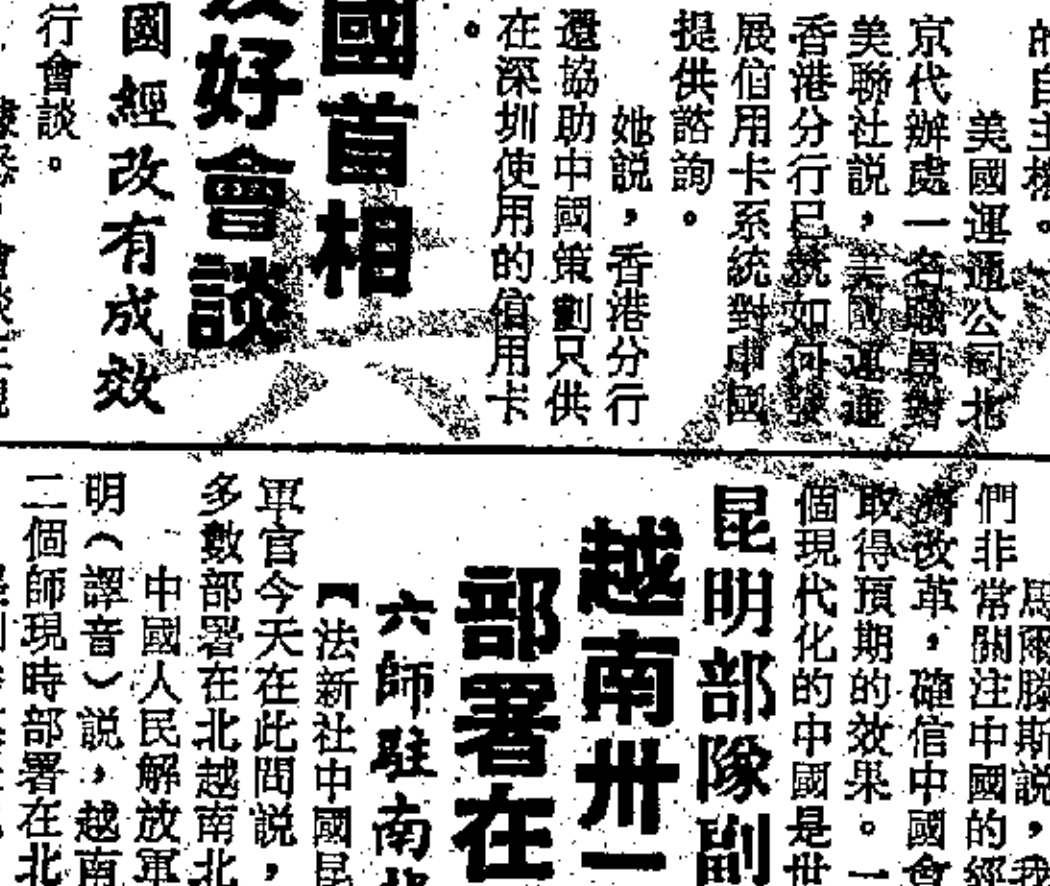 的自主權。
美國運通公司北
京代辦處一名職員對
美聯社説，美國運通
香港分行已就如何發
展信用卡系統對中國
提供諮詢。
她説，香港分行
還協助中國策劃只供
在深圳使用的信用卡
。
國首相
好會談
國經改有成效
行會談。
馬爾滕斯説，我
們非常關注中國的經
濟改革，確信中國會
取得預期的效果。一
個現代化的中國是世
昆明部隊副
越南卅一
部署在
六師駐南
【法新社中國昆
軍官今天在此間説，
多數部署在北越南北
中國人民解放軍
明（譯音）説，越南
二個師現時部署在北